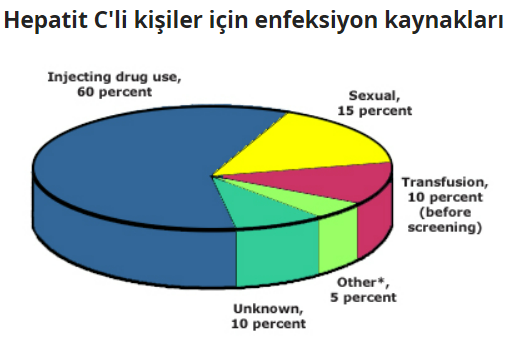 Hepatit C'li kişiler için enfeksiyon kaynakları
Injecting drug use,
60 percent
Sexual,
15 percent
Transfusion,
10 percent
(before
screening)
Other*,
5 percent
Unknown,
10 percent